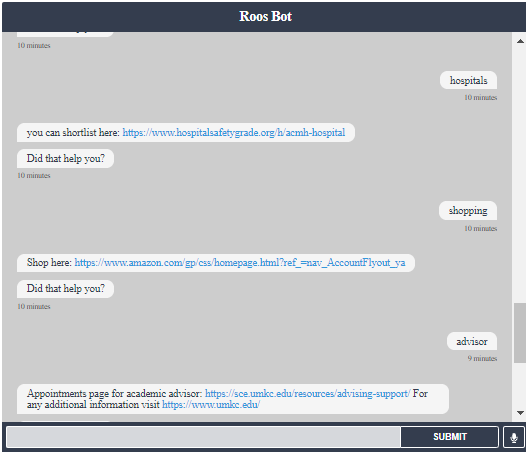 Roos Bot
10 minutes
hospitals
10 minutes
you can shortlist here: https://www.hospitalsafetygrade.org/h/acmh-hospital
Did that help you?
10 minutes
shopping
10 minutes
Shop here: https://www.amazon.com/gp/css/homepage.html?ref_=nav_AccountFlyout_ya
Did that help you?
10 minutes
advisor
9 minutes
Appointments page for academic advisor: https://sce.umkc.edu/resources/advising-support/ For
any additional information visit https://www.umkc.edu/
SUBMIT